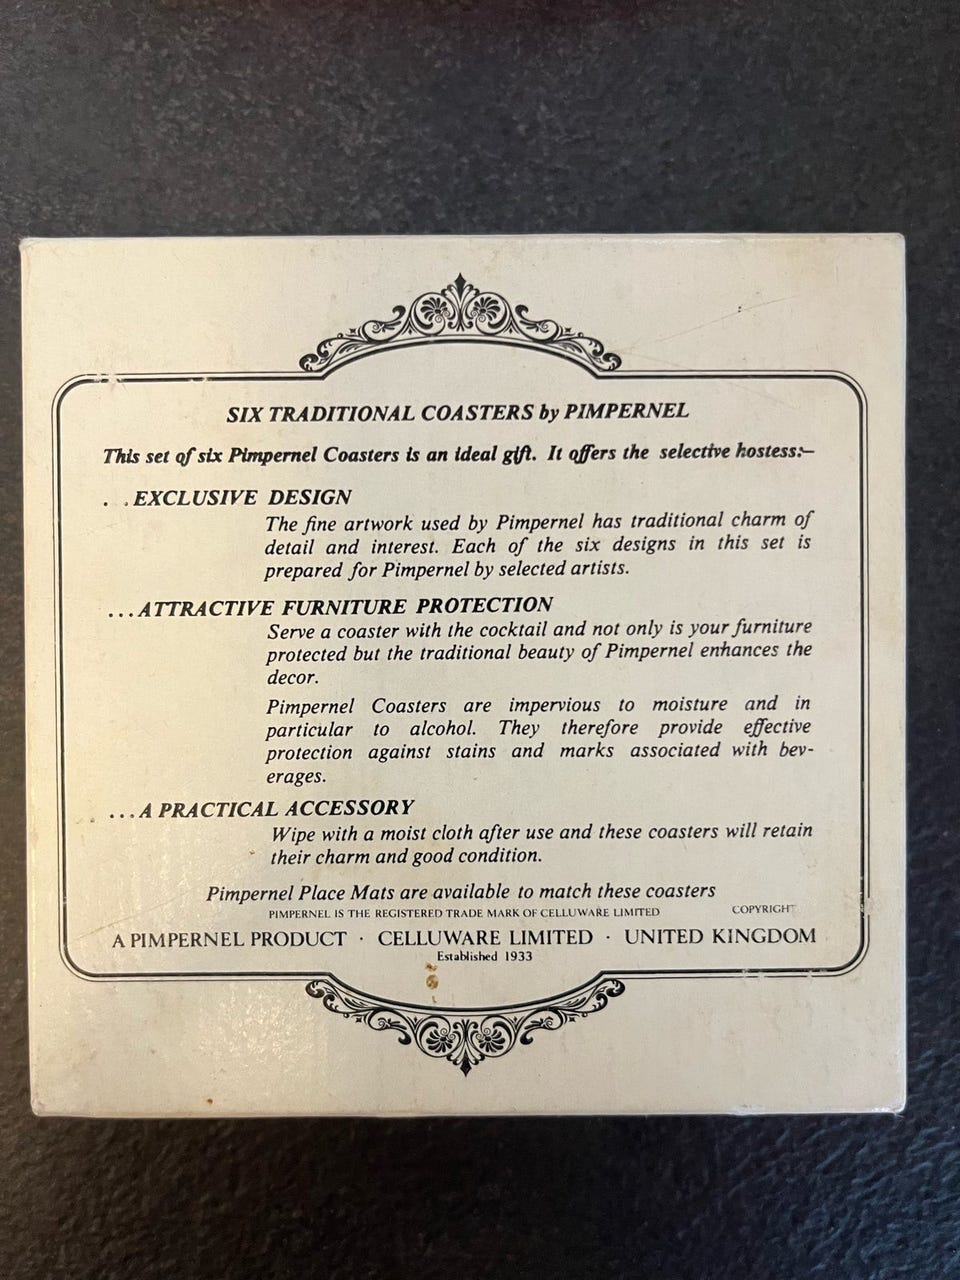 SIX TRADITIONAL COASTERS by PIMPERNEL
This set of six Pimpernel Coasters is an ideal gift. It offers the selective hostess:—
. . .EXCLUSIVE DESIGN
The fine artwork used by Pimpernel has traditional charm of
detail and interest. Each of the six designs in this set is
prepared for Pimpernel by selected artists.
. . .ATTRACTIVE FURNITURE PROTECTION
Serve a coaster with the cocktail and not only is your furniture
protected but the traditional beauty of Pimpernel enhances the
decor.
Pimpernel Coasters are impervious to moisture and in
particular to alcohol. They therefore provide effective
protection against stains and marks associated with bev-
erages.
. . .A PRACTICAL ACCESSORY
Wipe with a moist cloth after use and these coasters will retain
their charm and good condition.
Pimpernel Place Mats are available to match these coasters
PIMPERNEL IS THE REGISTERED TRADE MARK OF CELLUWARE LIMITED COPYRIGHT
A PIMPERNEL PRODUCT · CELLUWARE LIMITED · UNITED KINGDOM
Established 1933